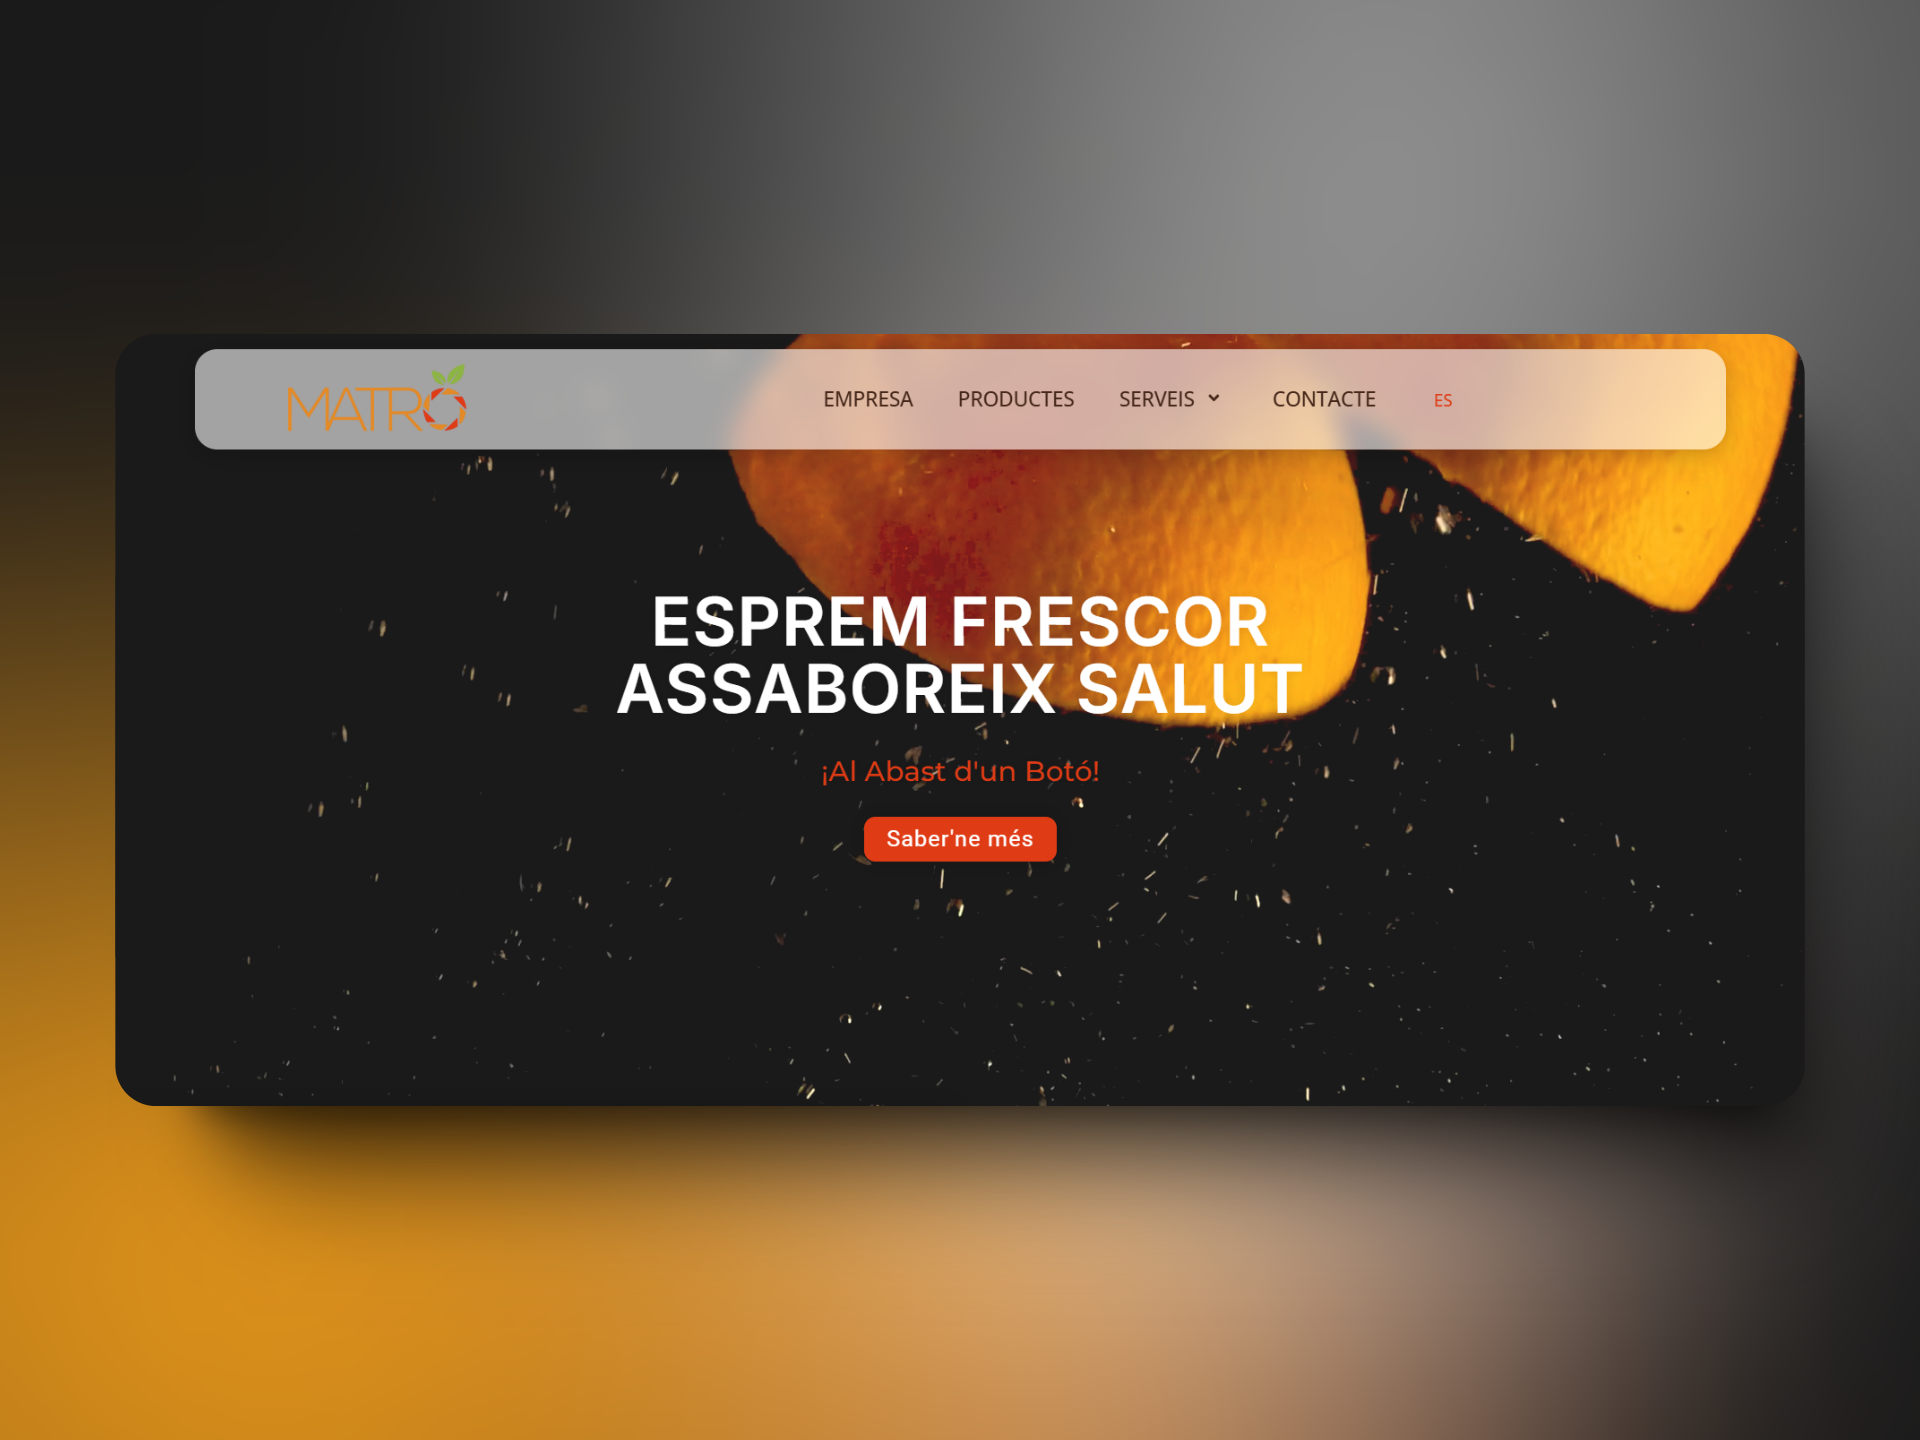 MATRO
EMPRESA PRODUCTES SERVEIS CONTACTE ES
ESPREM FRESCOR
ASSABOREIX SALUT
¡Al Abast d'un Botó!
Saber'ne més